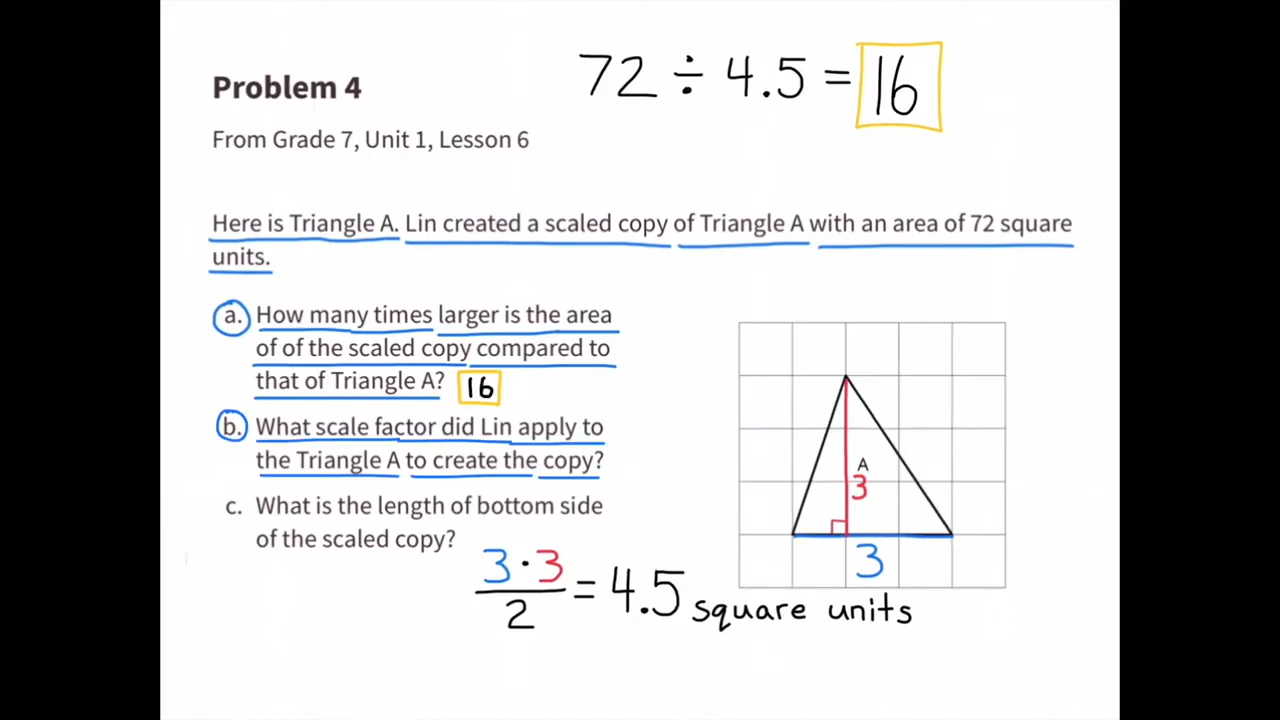 72 ÷ 4.5 = 16
Problem 4
From Grade 7, Unit 1, Lesson 6
Here is Triangle A. Lin created a scaled copy of Triangle A with an area of 72 square
units.
a. How many times larger is the area
of of the scaled copy compared to
that of Triangle A? 16
b. What scale factor did Lin apply to
the Triangle A to create the copy?
c. What is the length of bottom side
of the scaled copy?
A
3
3
3 · 3
2
= 4.5 square units